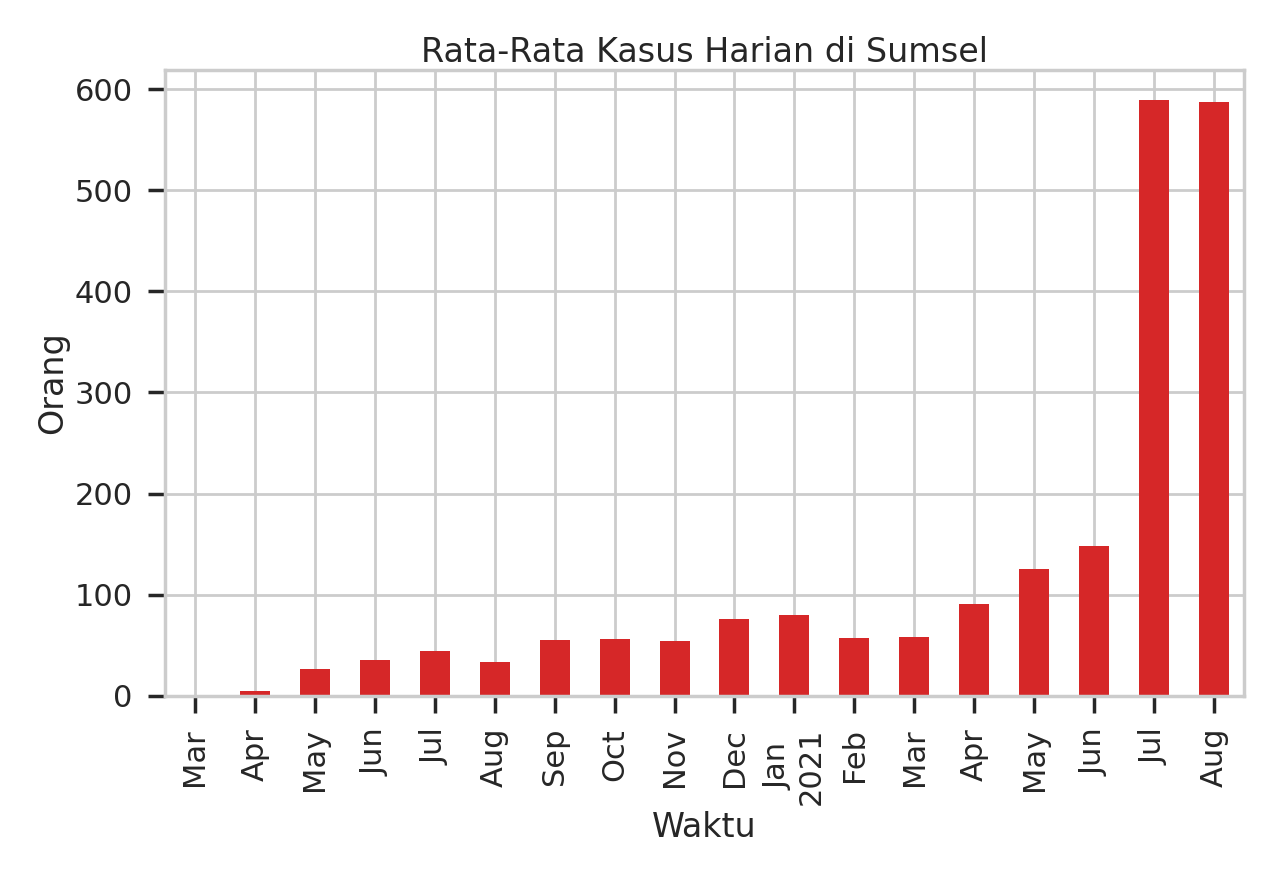 Rata-Rata Kasus Harian di Sumsel
600
500
400
300
200
100
0
Orang
Mar
Apr
May
Jun
Jul
Aug
Sep
Oct
Nov
Dec
Jan
2021
Feb
Mar
Apr
May
Jun
Jul
Aug
Waktu